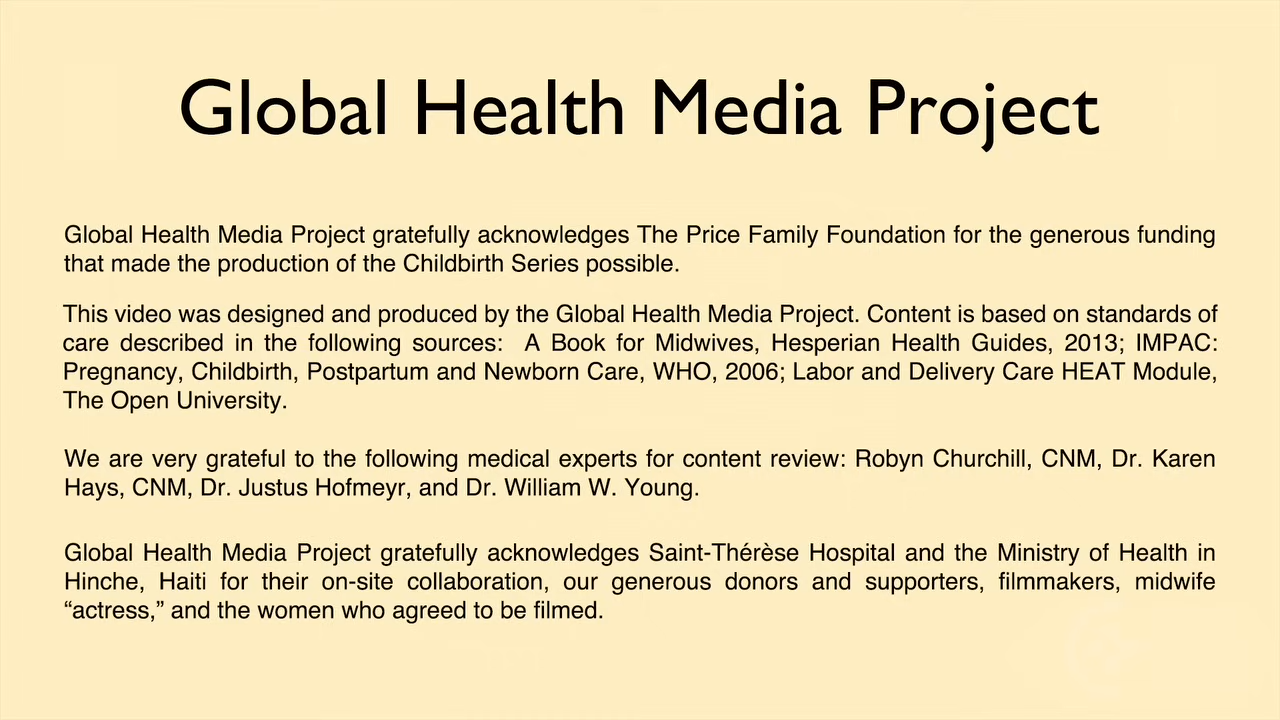 Global Health Media Project
Global Health Media Project gratefully acknowledges The Price Family Foundation for the generous funding
that made the production of the Childbirth Series possible.
This video was designed and produced by the Global Health Media Project. Content is based on standards of
care described in the following sources:  A Book for Midwives, Hesperian Health Guides, 2013; IMPAC:
Pregnancy, Childbirth, Postpartum and Newborn Care, WHO, 2006; Labor and Delivery Care HEAT Module,
The Open University.
We are very grateful to the following medical experts for content review: Robyn Churchill, CNM, Dr. Karen
Hays, CNM, Dr. Justus Hofmeyr, and Dr. William W. Young.
Global Health Media Project gratefully acknowledges Saint-Thérèse Hospital and the Ministry of Health in
Hinche, Haiti for their on-site collaboration, our generous donors and supporters, filmmakers, midwife
“actress,” and the women who agreed to be filmed.